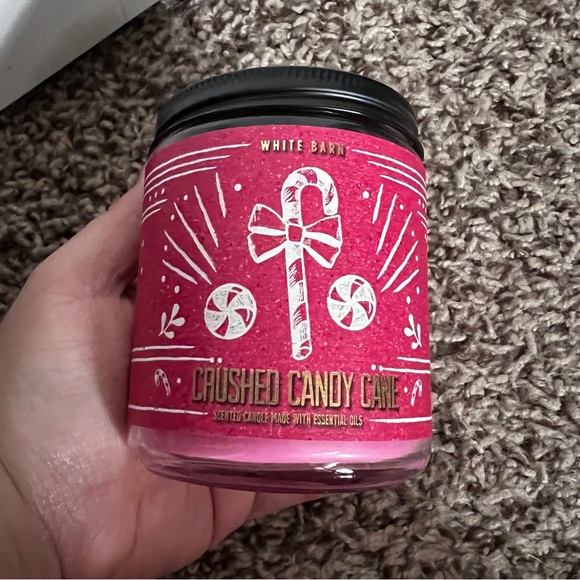 WHITE BARN
CRUSHED CANDY CANE
SCENTED CANDLE MADE WITH ESSENTIAL OILS